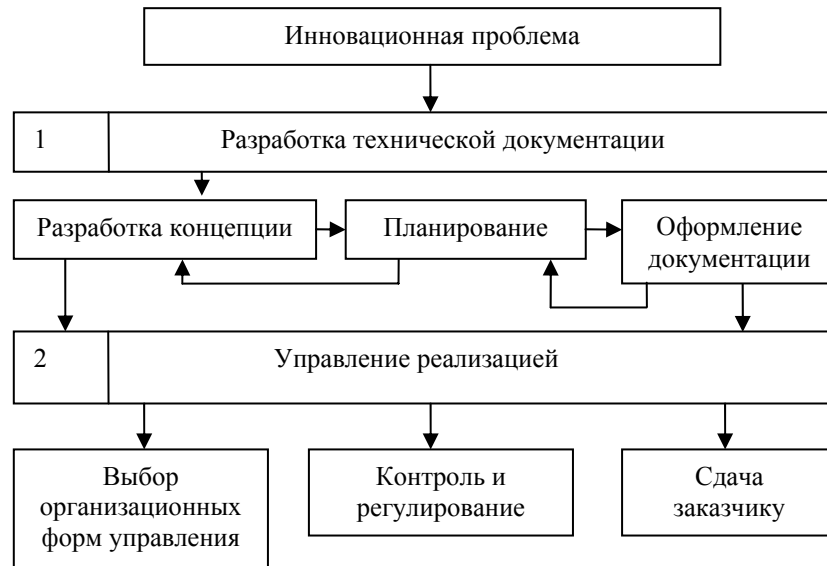 Инновационная проблема
1
Разработка технической документации
Разработка концепции
Планирование
Оформление
документации
2
Управление реализацией
Выбор
организационных
форм управления
Контроль и
регулирование
Сдача
заказчику